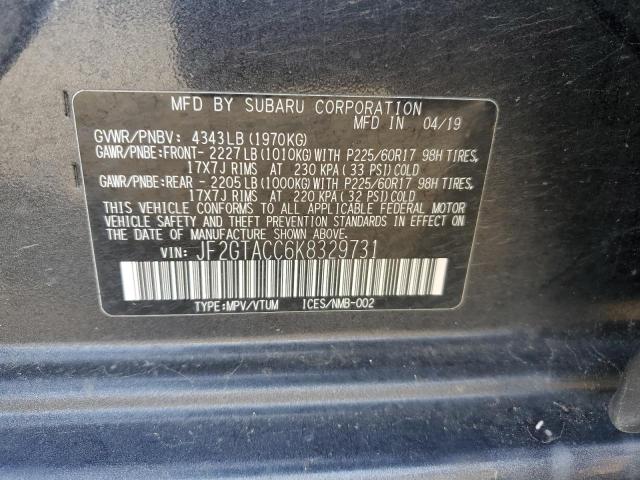 MFD BY SUBARU CORPORATION
MFD IN 04/19
GVWR/PNBV: 4343LB (1970KG)
GAWR/PNBE:FRONT- 2227LB(1010KG)WITH P225/60R17 98H TIRES,
17X7J RIMS AT 230 KPA (33 PSI)COLD
GAWR/PNBE:REAR - 2205LB(1000KG)WITH P225/60R17 98H TIRES,
17X7J RIMS AT 220 KPA (32 PSI)COLD
THIS VEHICLE CONFORMS TO ALL APPLICABLE FEDERAL MOTOR
VEHICLE SAFETY AND THEFT PREVENTION STANDARDS IN EFFECT ON
THE DATE OF MANUFACTURE SHOWN ABOVE.
VIN: JF2GTACC6K8329731
TYPE:MPV/VTUM ICES/NMB-002